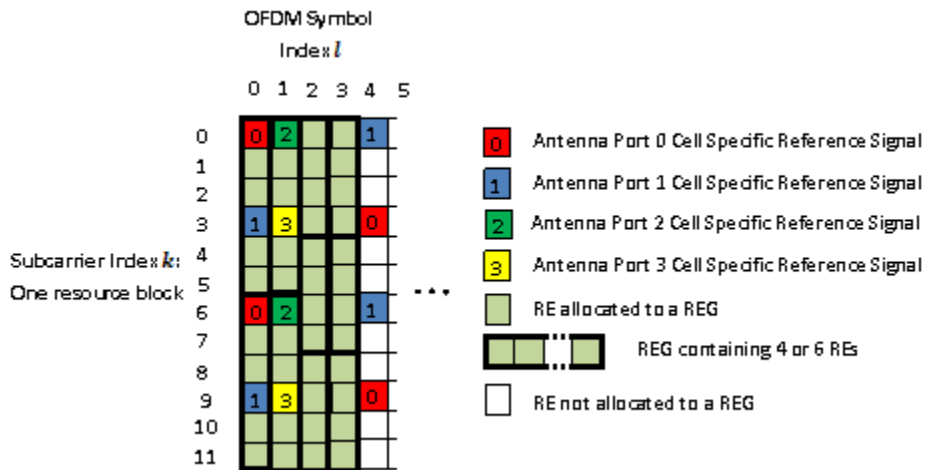 OFDM Symbol
Index l
0 1 2 3 4 5
0 0 2 1
1
2
3 1 3 0
4
Subcarrier Index k:
5
One resource block
...
6 0 2 1
7
8
9 1 3 0
10
11
0 Antenna Port 0 Cell Specific Reference Signal
1 Antenna Port 1 Cell Specific Reference Signal
2 Antenna Port 2 Cell Specific Reference Signal
3 Antenna Port 3 Cell Specific Reference Signal
RE allocated to a REG
REG containing 4 or 6 REs
RE not allocated to a REG